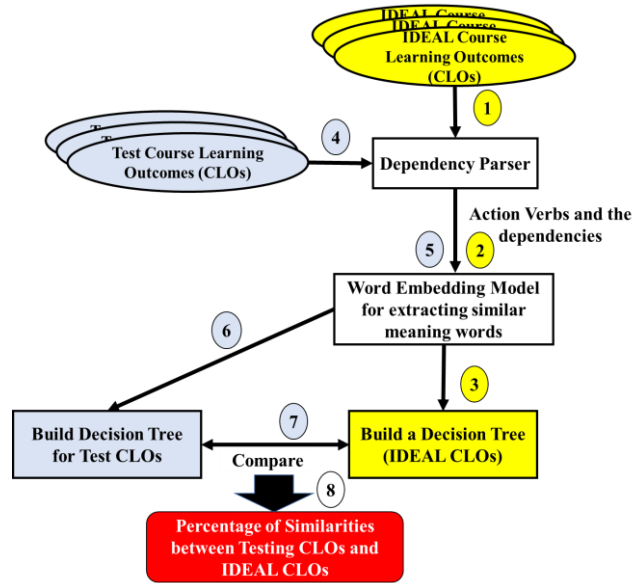 IDEAL Course
IDEAL Course
IDEAL Course
Learning Outcomes
(CLOs)
1
4
Test Course Learning
Outcomes (CLOs)
Dependency Parser
Action Verbs and the
dependencies
5
2
Word Embedding Model
for extracting similar
meaning words
6
3
7
Build Decision Tree
for Test CLOs
Compare
Build a Decision Tree
(IDEAL CLOs)
8
Percentage of Similarities
between Testing CLOs and
IDEAL CLOs